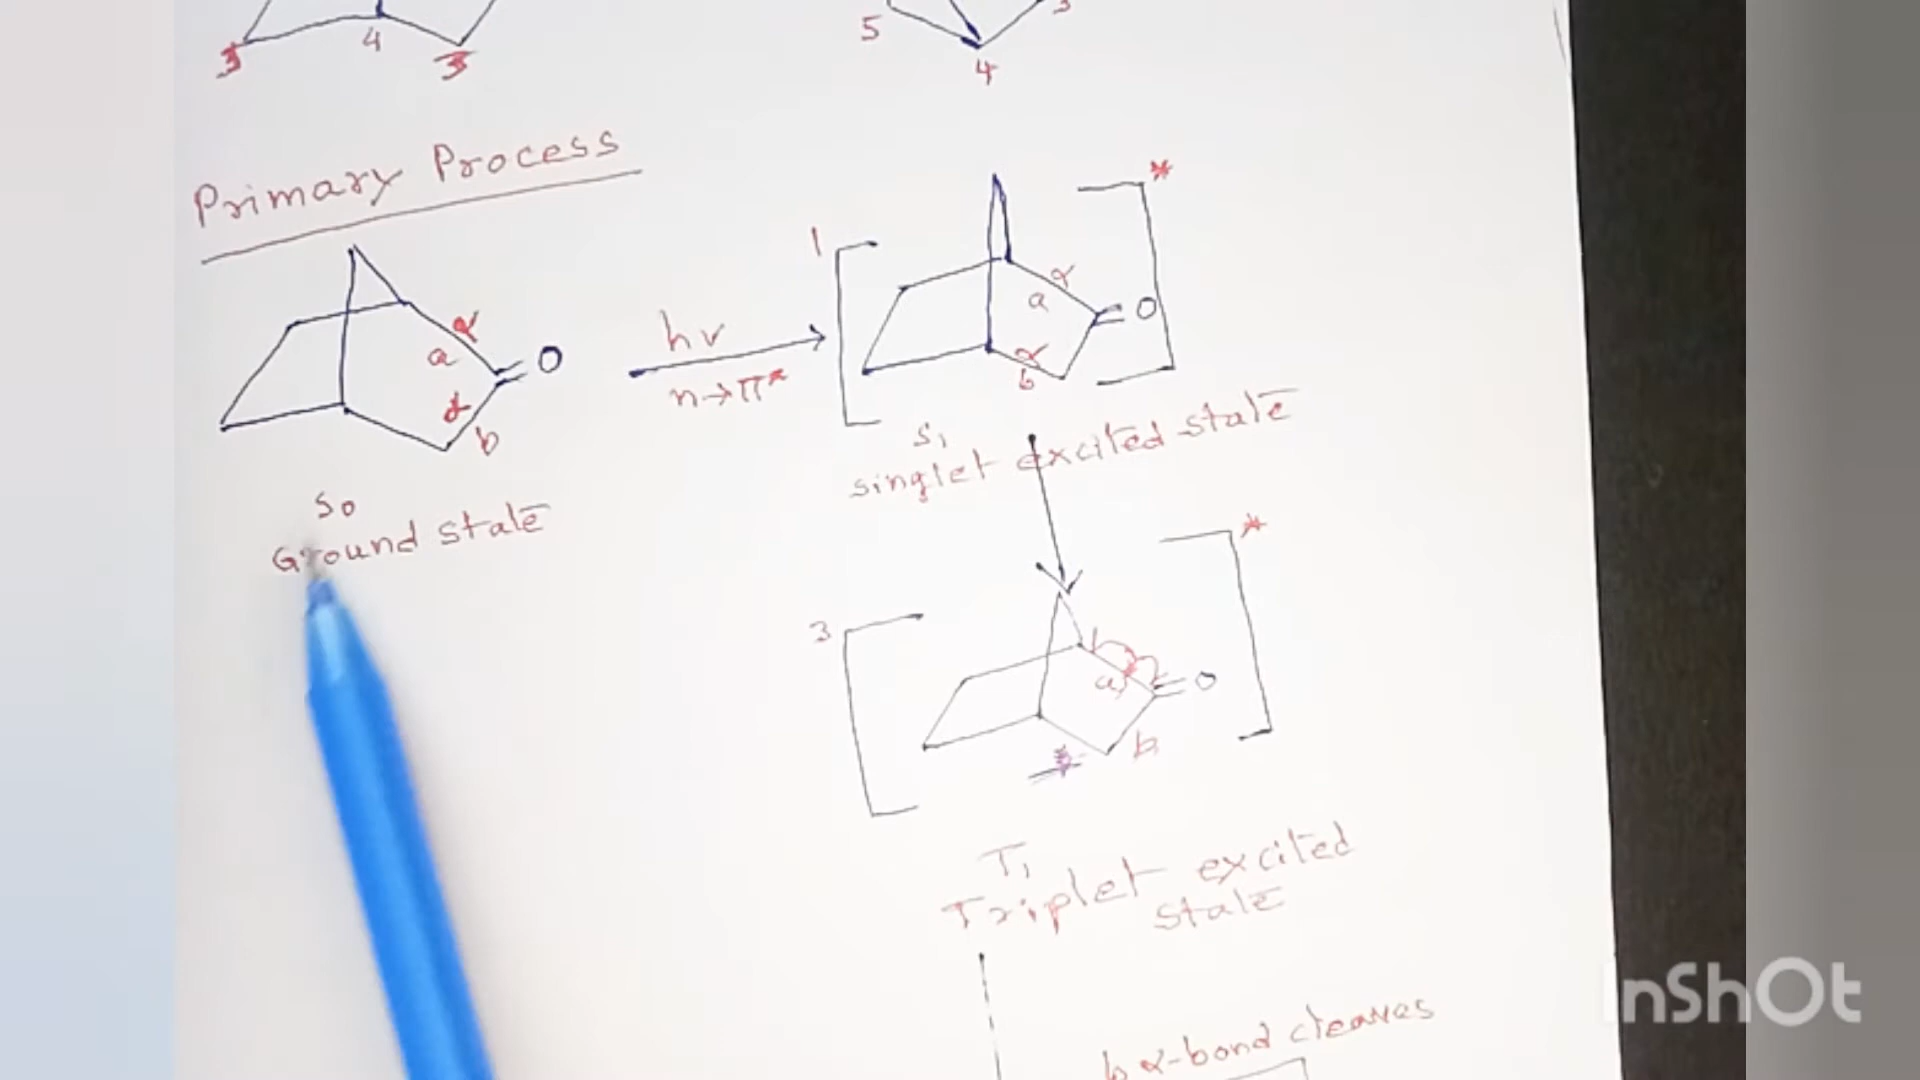 3 4 3
5 4 3
Primary Process
α
a
O
α
b
hν
n→π*
1
*
α
a
O
α
b
S0
Ground state
S1
singlet excited state
3
*
a
O
b
T1
Triplet excited
state
b α-bond cleaves
InShOt